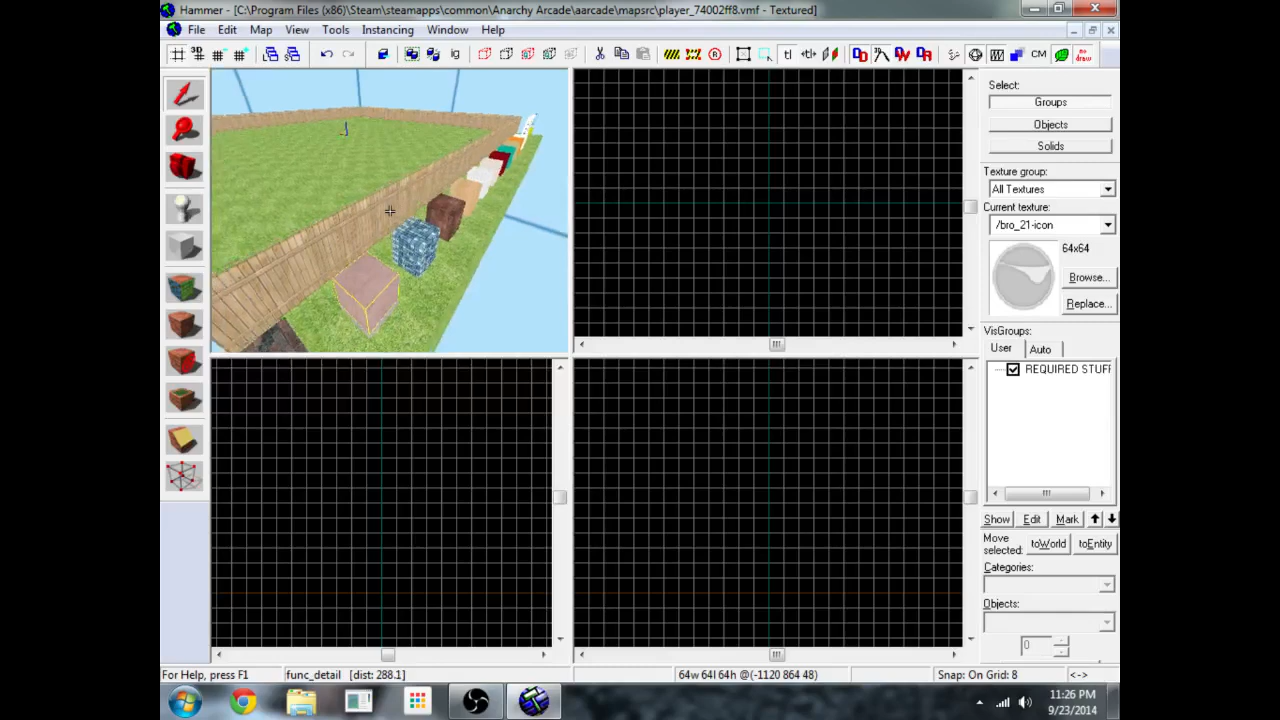 Hammer - [C:\Program Files (x86)\Steam\steamapps\common\Anarchy Arcade\aarcade\mapsrc\player_74002ff8.vmf - Textured]
File Edit Map View Tools Instancing Window Help
3D ig tl CM
Select:
Groups
Objects
Solids
Texture group:
All Textures
Current texture:
/bro_21-icon
64x64
Browse...
Replace...
VisGroups:
User Auto
REQUIRED STUFF
Show Edit Mark
Move selected: toWorld toEntity
Categories:
Objects:
0
For Help, press F1 func_detail [dist: 288.1] 64w 64l 64h @(-1120 864 48) Snap: On Grid: 8 <->
11:26 PM
9/23/2014